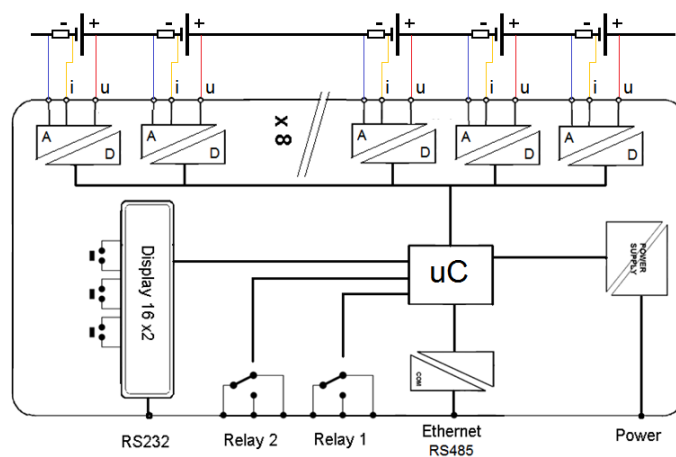 - + - + - + - + - +
i u i u i u i u i u
A D A D A D A D A D
x 8
Display 16 x2
uC
POWER
SUPPLY
COM
RS232 Relay 2 Relay 1 Ethernet Power
RS485